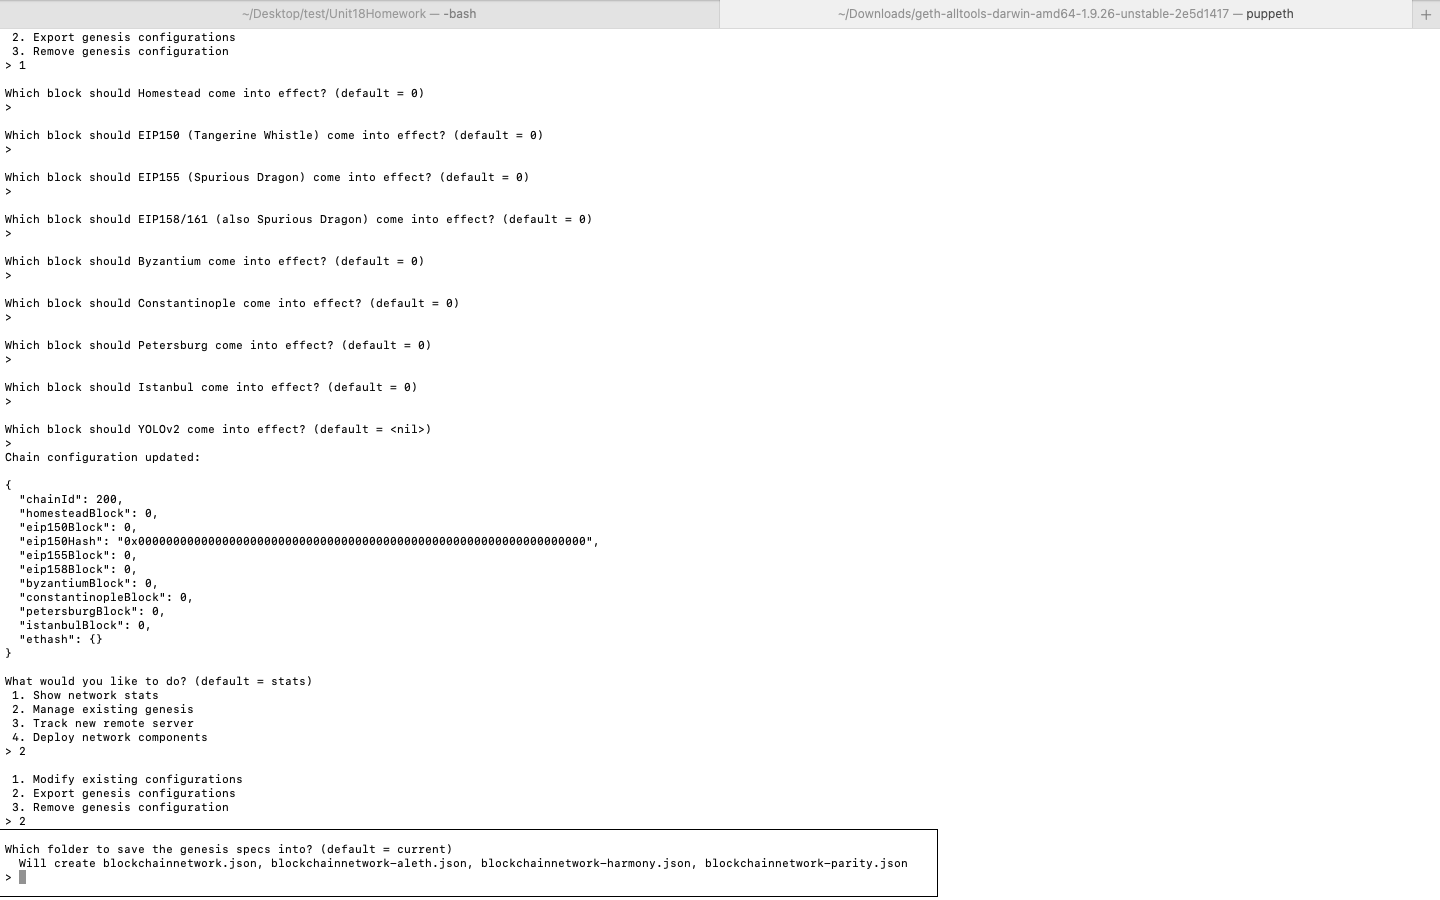 ~/Desktop/test/Unit18Homework — -bash
~/Downloads/geth-alltools-darwin-amd64-1.9.26-unstable-2e5d1417 — puppeth
+
2. Export genesis configurations
3. Remove genesis configuration
> 1
Which block should Homestead come into effect? (default = 0)
>
Which block should EIP150 (Tangerine Whistle) come into effect? (default = 0)
>
Which block should EIP155 (Spurious Dragon) come into effect? (default = 0)
>
Which block should EIP158/161 (also Spurious Dragon) come into effect? (default = 0)
>
Which block should Byzantium come into effect? (default = 0)
>
Which block should Constantinople come into effect? (default = 0)
>
Which block should Petersburg come into effect? (default = 0)
>
Which block should Istanbul come into effect? (default = 0)
>
Which block should YOLOv2 come into effect? (default = <nil>)
>
Chain configuration updated:
{
"chainId": 200,
"homesteadBlock": 0,
"eip150Block": 0,
"eip150Hash": "0x0000000000000000000000000000000000000000000000000000000000000000",
"eip155Block": 0,
"eip158Block": 0,
"byzantiumBlock": 0,
"constantinopleBlock": 0,
"petersburgBlock": 0,
"istanbulBlock": 0,
"ethash": {}
}
What would you like to do? (default = stats)
1. Show network stats
2. Manage existing genesis
3. Track new remote server
4. Deploy network components
> 2
1. Modify existing configurations
2. Export genesis configurations
3. Remove genesis configuration
> 2
Which folder to save the genesis specs into? (default = current)
Will create blockchainnetwork.json, blockchainnetwork-aleth.json, blockchainnetwork-harmony.json, blockchainnetwork-parity.json
>